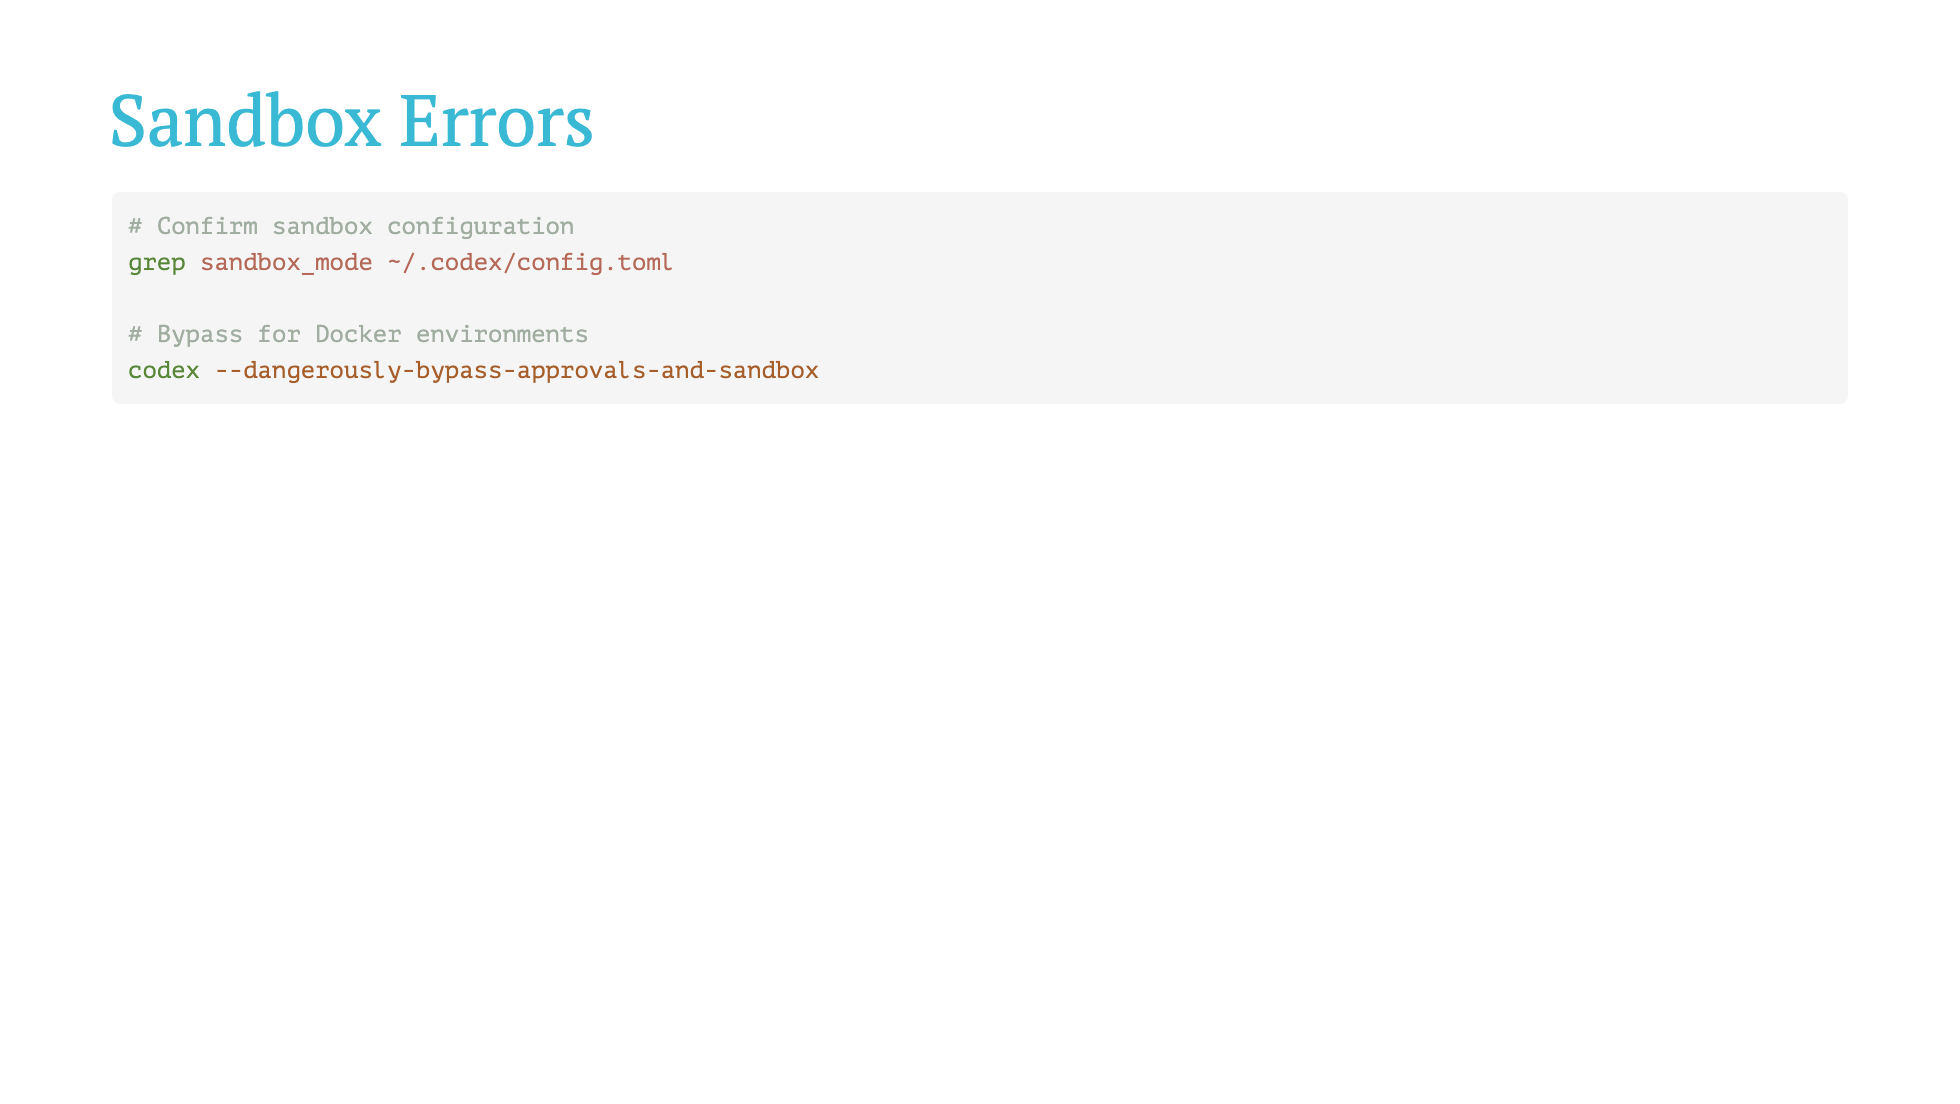 Sandbox Errors
# Confirm sandbox configuration
grep sandbox_mode ~/.codex/config.toml
# Bypass for Docker environments
codex --dangerously-bypass-approvals-and-sandbox